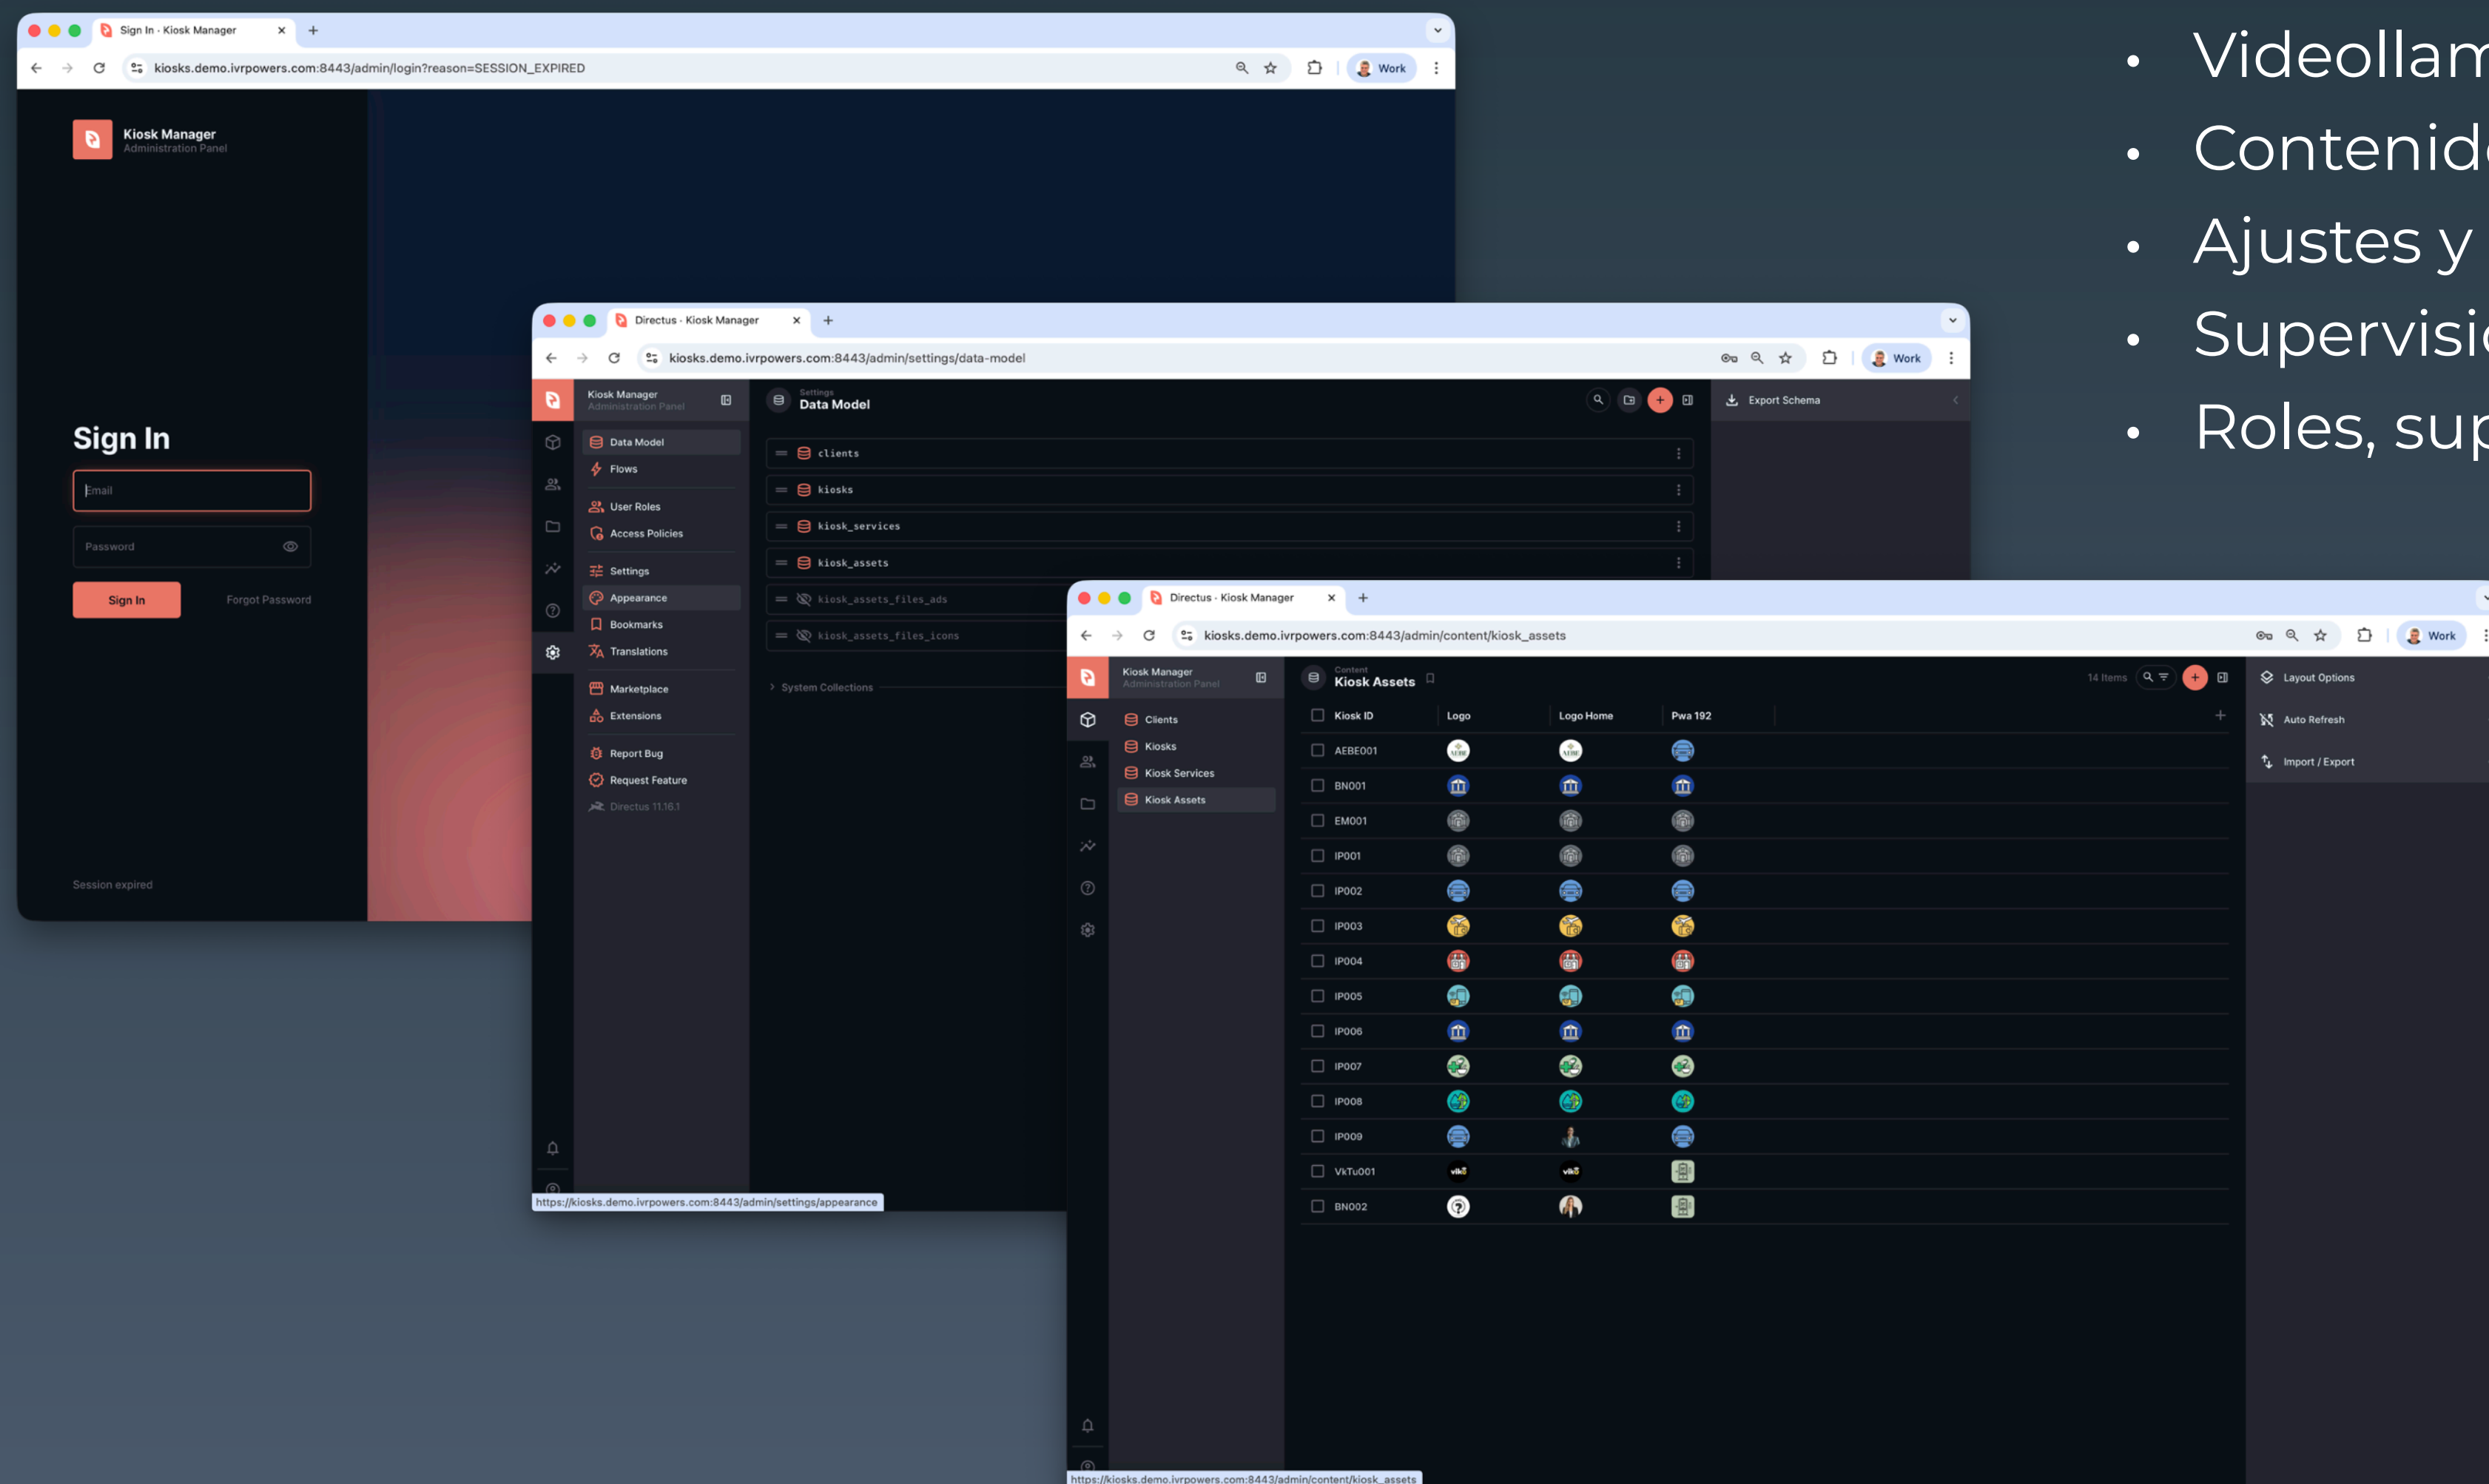 Sign In · Kiosk Manager
kiosks.demo.ivrpowers.com:8443/admin/login?reason=SESSION_EXPIRED
Work
Kiosk Manager
Administration Panel
Sign In
Email
Password
Sign In
Forgot Password
Session expired
Directus · Kiosk Manager
kiosks.demo.ivrpowers.com:8443/admin/settings/data-model
Work
Kiosk Manager
Administration Panel
Data Model
Flows
User Roles
Access Policies
Settings
Appearance
Bookmarks
Translations
Marketplace
Extensions
Report Bug
Request Feature
Directus 11.16.1
Settings
Data Model
clients
kiosks
kiosk_services
kiosk_assets
kiosk_assets_files_ads
kiosk_assets_files_icons
System Collections
Export Schema
https://kiosks.demo.ivrpowers.com:8443/admin/settings/appearance
Directus · Kiosk Manager
kiosks.demo.ivrpowers.com:8443/admin/content/kiosk_assets
Work
Kiosk Manager
Administration Panel
Clients
Kiosks
Kiosk Services
Kiosk Assets
Content
Kiosk Assets
14 Items
Kiosk ID Logo Logo Home Pwa 192
AEBE001
BN001
EM001
IP001
IP002
IP003
IP004
IP005
IP006
IP007
IP008
IP009
VkTu001 vikō vikō
BN002
Layout Options
Auto Refresh
Import / Export
https://kiosks.demo.ivrpowers.com:8443/admin/content/kiosk_assets
• Videollam
• Contenid
• Ajustes y
• Supervisi
• Roles, sup